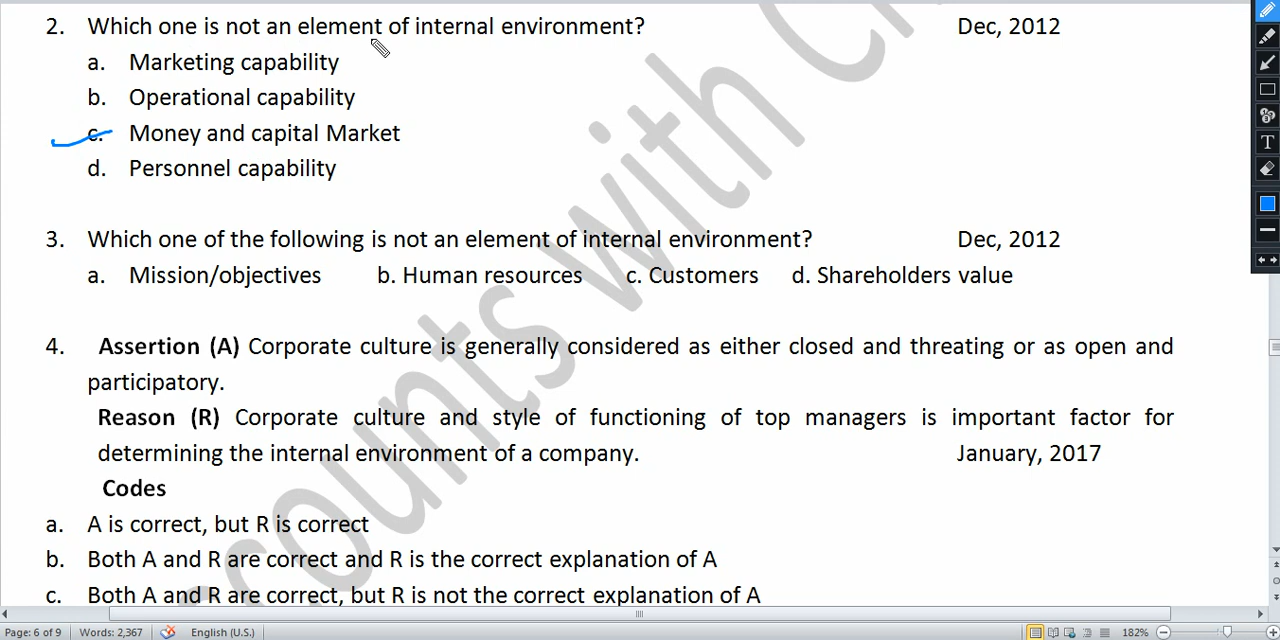 2. Which one is not an element of internal environment? Dec, 2012
a. Marketing capability
b. Operational capability
c. Money and capital Market
d. Personnel capability
3. Which one of the following is not an element of internal environment? Dec, 2012
a. Mission/objectives b. Human resources c. Customers d. Shareholders value
4. Assertion (A) Corporate culture is generally considered as either closed and threating or as open and
participatory.
Reason (R) Corporate culture and style of functioning of top managers is important factor for
determining the internal environment of a company. January, 2017
Codes
a. A is correct, but R is correct
b. Both A and R are correct and R is the correct explanation of A
c. Both A and R are correct, but R is not the correct explanation of A
counts with C
T
Page: 6 of 9 Words: 2,367 English (U.S.) 182%